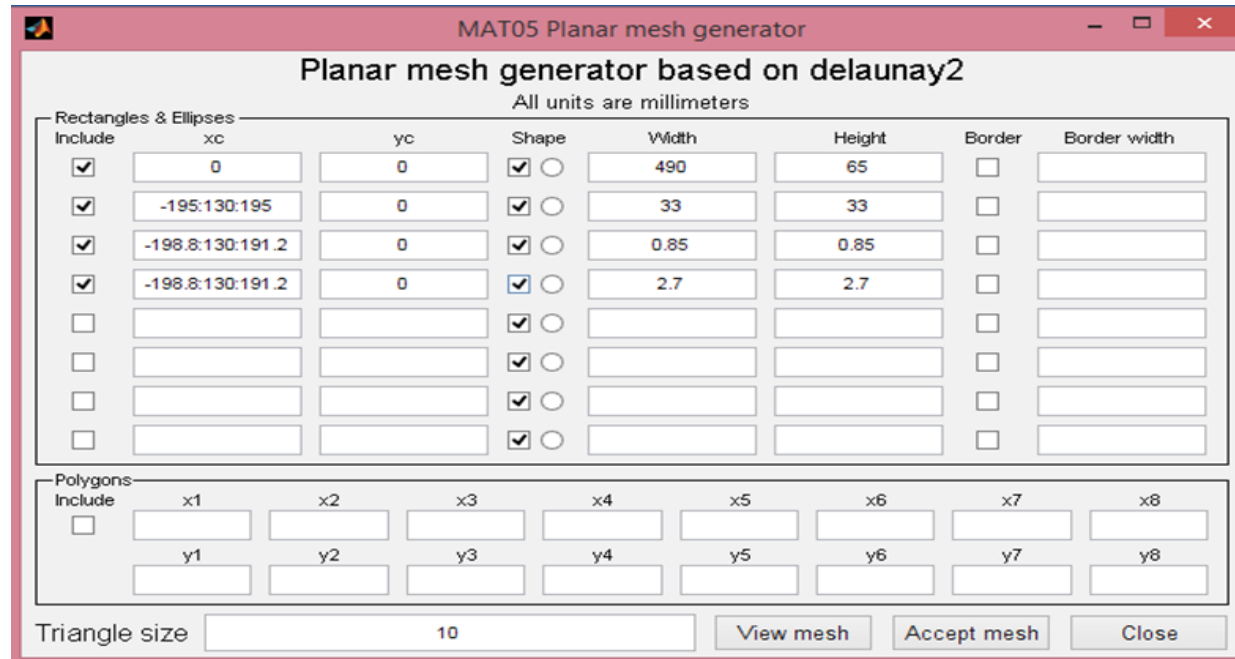 MAT05 Planar mesh generator
Planar mesh generator based on delaunay2
All units are millimeters
Rectangles & Ellipses
Include xc yc Shape Width Height Border Border width
0 0 490 65
-195:130:195 0 33 33
-198.8:130:191.2 0 0.85 0.85
-198.8:130:191.2 0 2.7 2.7
Polygons
Include x1 x2 x3 x4 x5 x6 x7 x8
y1 y2 y3 y4 y5 y6 y7 y8
Triangle size 10 View mesh Accept mesh Close